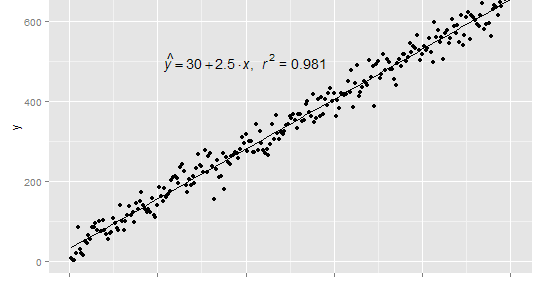 600
ŷ = 30 + 2.5 · x, r² = 0.981
400
y
200
0